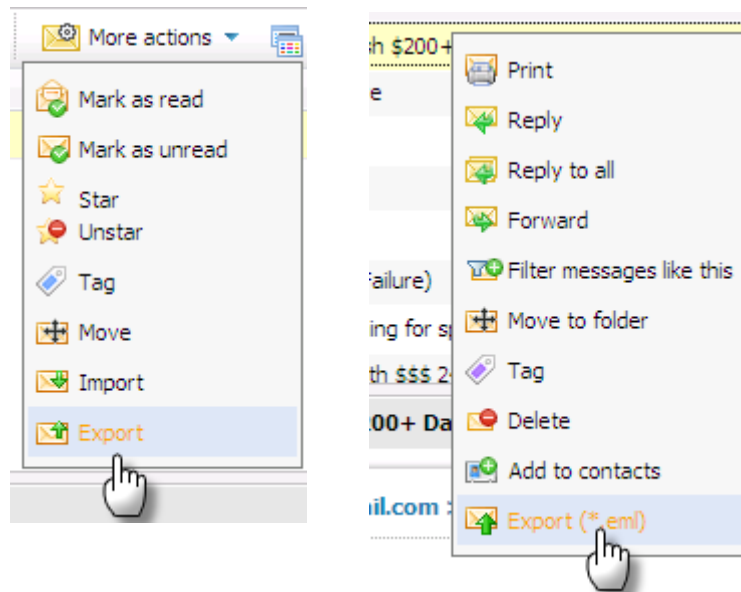 More actions
Mark as read
Mark as unread
Star
Unstar
Tag
Move
Import
Export
h $200+
e
Failure)
ing for sp
th $$$ 2
00+ Da
il.com >
Print
Reply
Reply to all
Forward
Filter messages like this
Move to folder
Tag
Delete
Add to contacts
Export (*.eml)